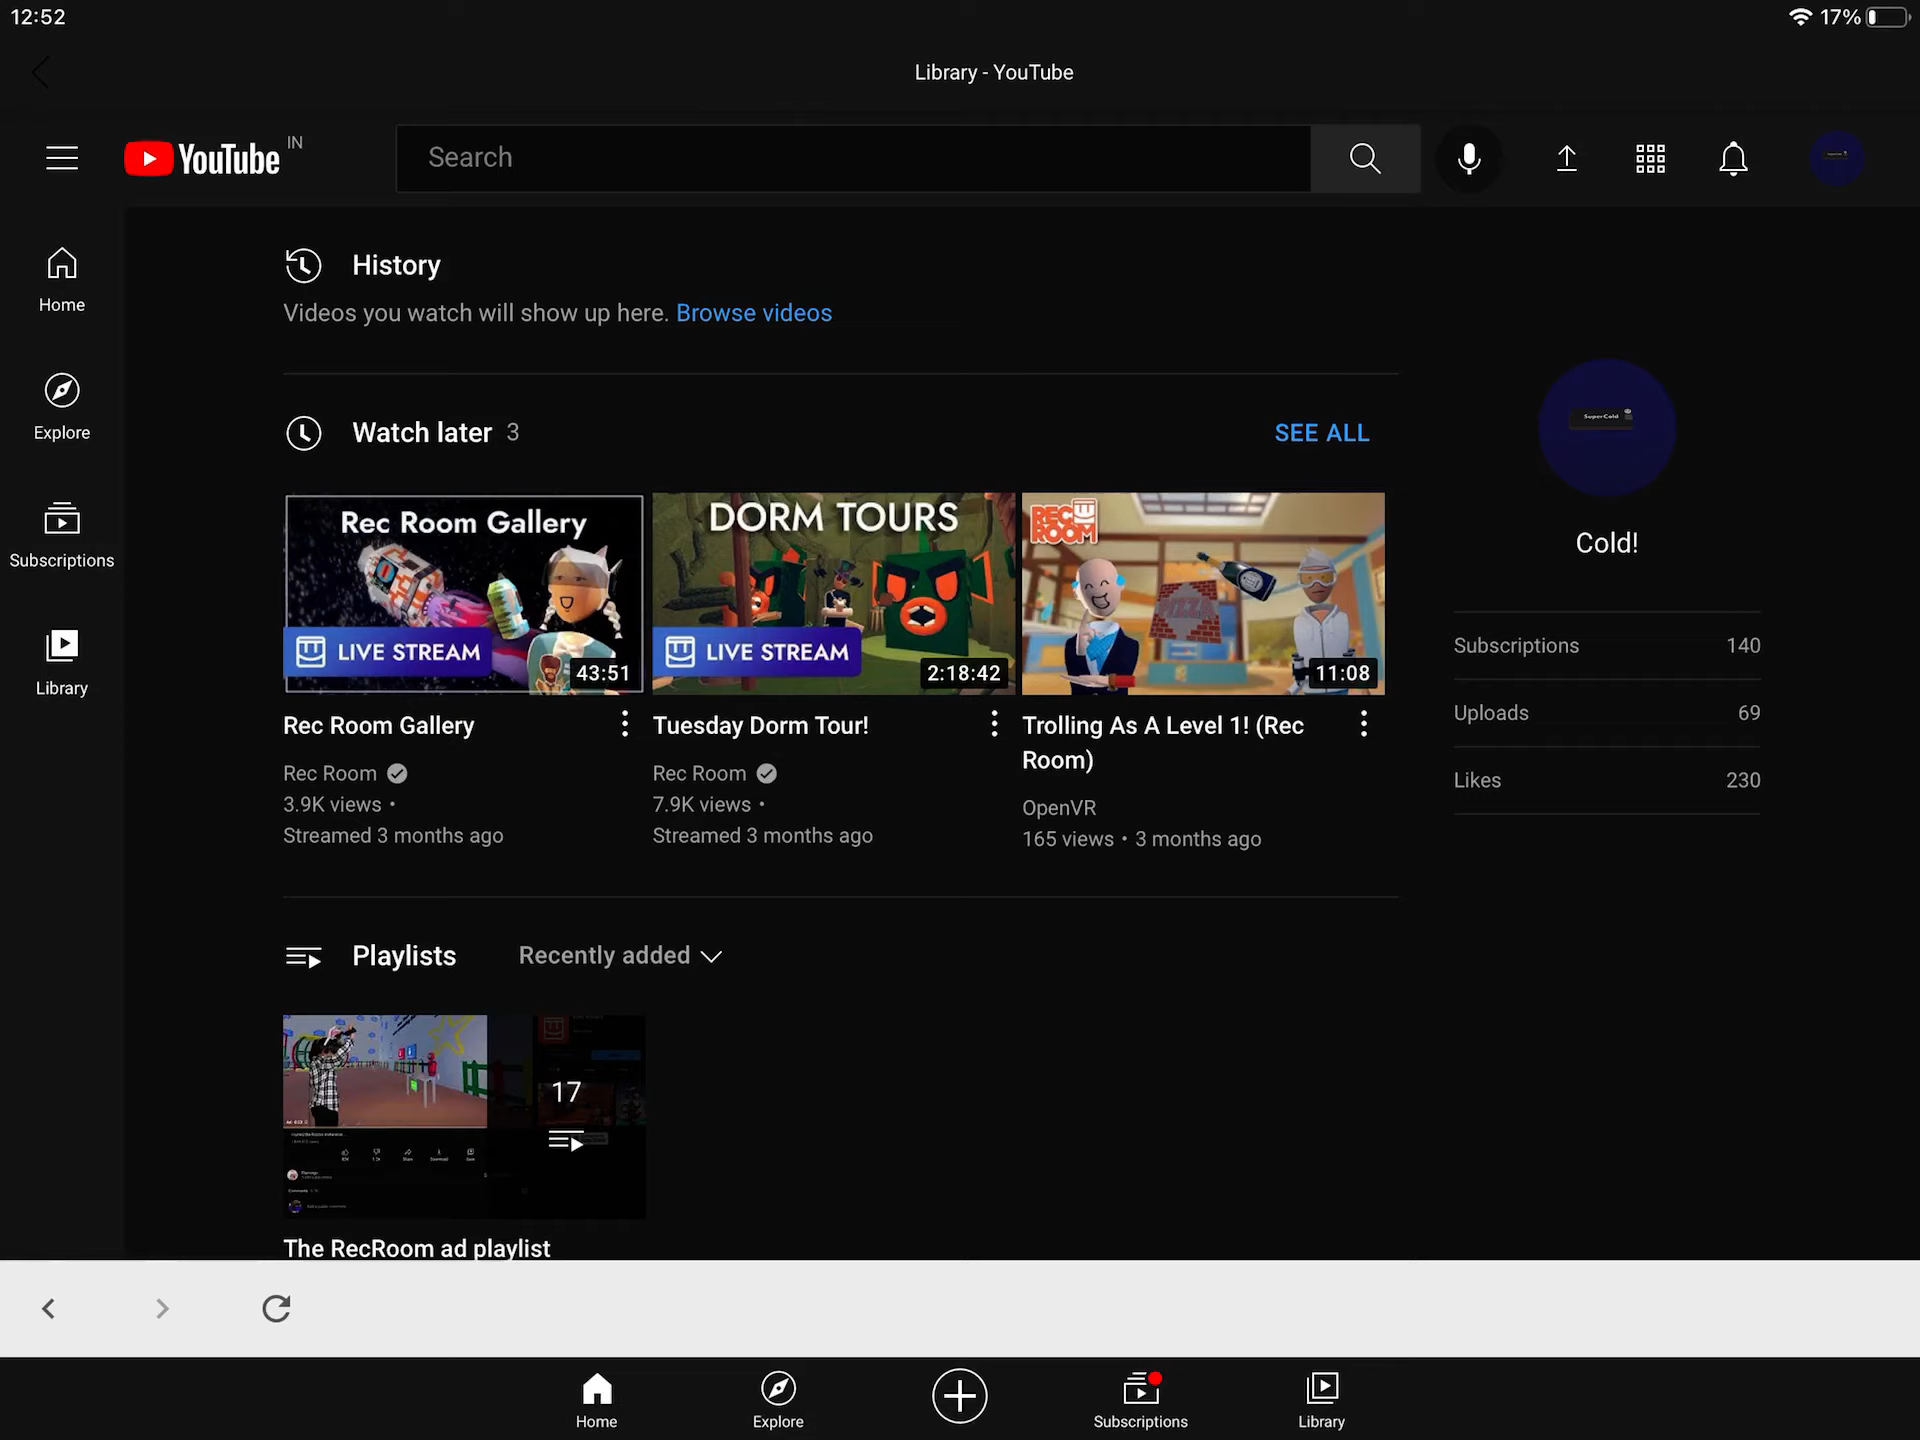 12:52
17%
Library - YouTube
YouTube IN
Search
Home
Explore
Subscriptions
Library
History
Videos you watch will show up here. Browse videos
Watch later 3
SEE ALL
Rec Room Gallery
LIVE STREAM
43:51
DORM TOURS
LIVE STREAM
2:18:42
REC ROOM
PIZZA
11:08
Rec Room Gallery
Rec Room
3.9K views •
Streamed 3 months ago
Tuesday Dorm Tour!
Rec Room
7.9K views •
Streamed 3 months ago
Trolling As A Level 1! (Rec
Room)
OpenVR
165 views • 3 months ago
SuperCold
Cold!
Subscriptions 140
Uploads 69
Likes 230
Playlists
Recently added
17
The RecRoom ad playlist
Home
Explore
Subscriptions
Library